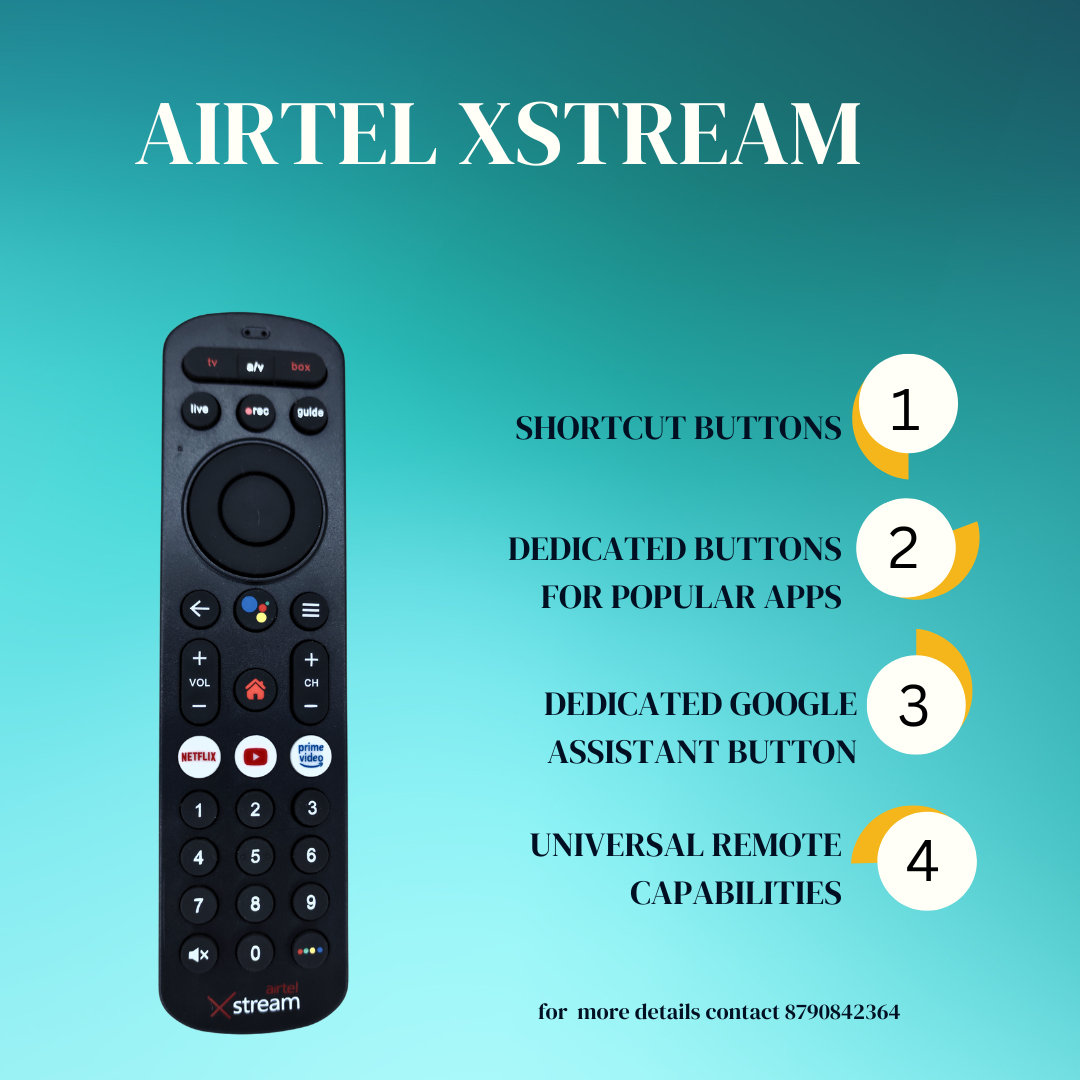 AIRTEL XSTREAM
tv a/v box
live rec guide
VOL CH
NETFLIX prime video
1 2 3
4 5 6
7 8 9
0
airtel
Xstream
SHORTCUT BUTTONS 1
DEDICATED BUTTONS
FOR POPULAR APPS 2
DEDICATED GOOGLE
ASSISTANT BUTTON 3
UNIVERSAL REMOTE
CAPABILITIES 4
for more details contact 8790842364